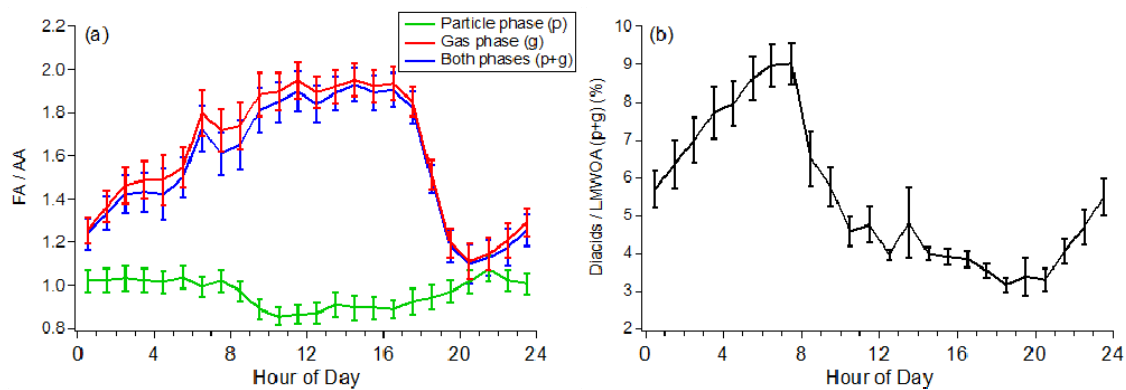 (a)
Particle phase (p)
Gas phase (g)
Both phases (p+g)
2.2
2.0
1.8
1.6
1.4
1.2
1.0
0.8
FA / AA
0 4 8 12 16 20 24
Hour of Day
(b)
10
9
8
7
6
5
4
3
2
Diacids / LMWOA (p+g) (%)
0 4 8 12 16 20 24
Hour of Day